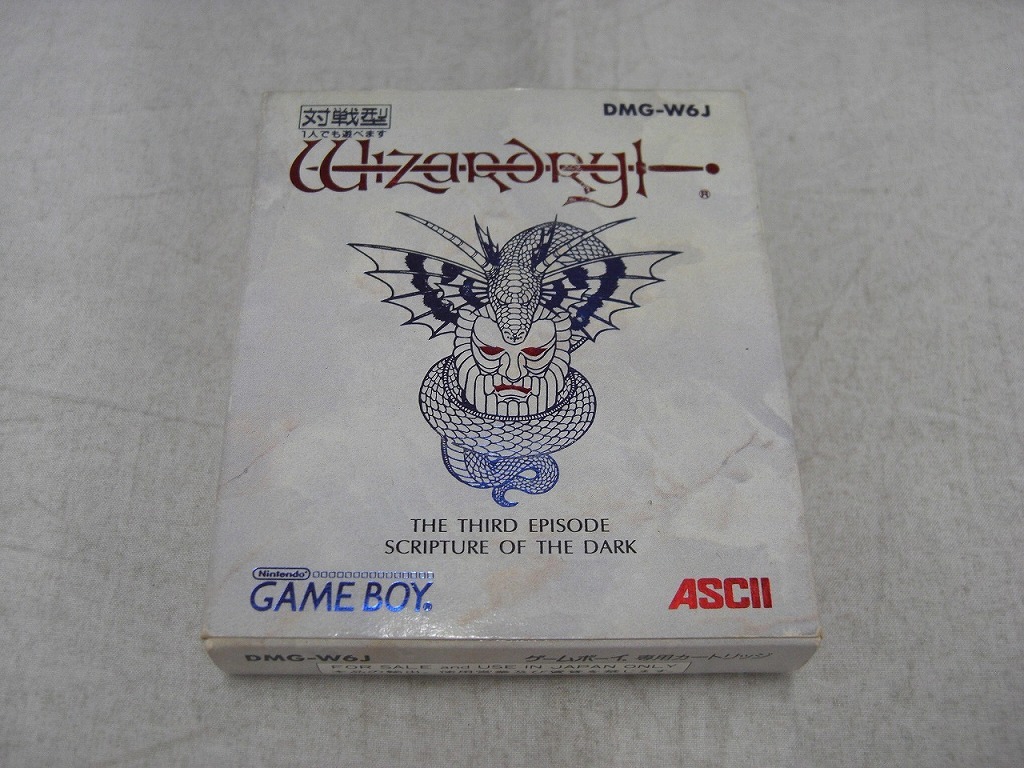 対戦型
1人でも遊べます
DMG-W6J
Wizardry
®
THE THIRD EPISODE
SCRIPTURE OF THE DARK
Nintendo
GAME BOY®
ASCII
DMG-W6J
ゲームボーイ専用カートリッジ
FOR SALE and USE IN JAPAN ONLY